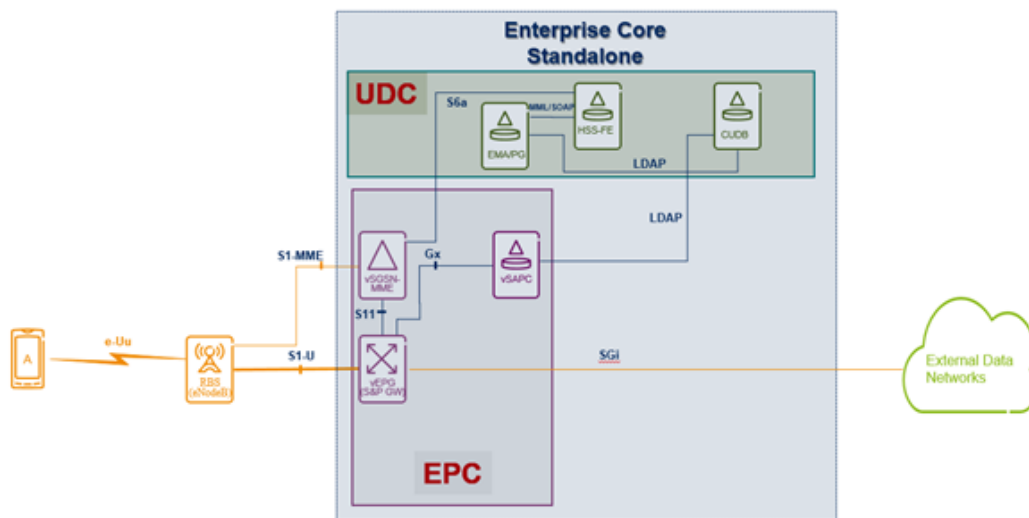 Enterprise Core
Standalone
UDC
S6a
MML/SOAP
HSS-FE
EMA/PG
CUDB
LDAP
LDAP
S1-MME
vSGSN-
MME
Gx
vSAPC
S11
e-Uu
A
RBS
(eNodeB)
S1-U
vEPG
(S&P GW)
SGi
External Data
Networks
EPC